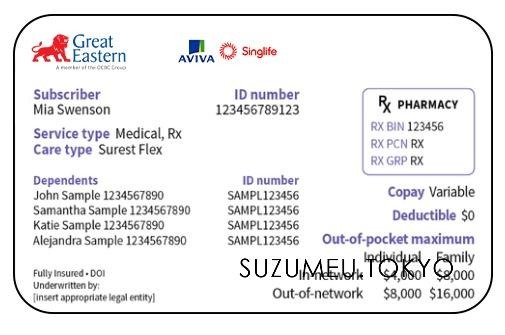 Great
Eastern
A member of the OCBC Group
AVIVA Singlife
Subscriber ID number
Mia Swenson 123456789123
Service type Medical, Rx
Care type Surest Flex
Rx PHARMACY
RX BIN 123456
RX PCN RX
RX GRP RX
Dependents ID number
John Sample 1234567890 SAMPL123456
Samantha Sample 1234567890 SAMPL123456
Katie Sample 1234567890 SAMPL123456
Alejandra Sample 1234567890 SAMPL123456
Copay Variable
Deductible $0
Out-of-pocket maximum
Individual Family
In-network $4,000 $8,000
Out-of-network $8,000 $16,000
SUZUMEU TOKYO
Fully Insured • DOI
Underwritten by:
[insert appropriate legal entity]